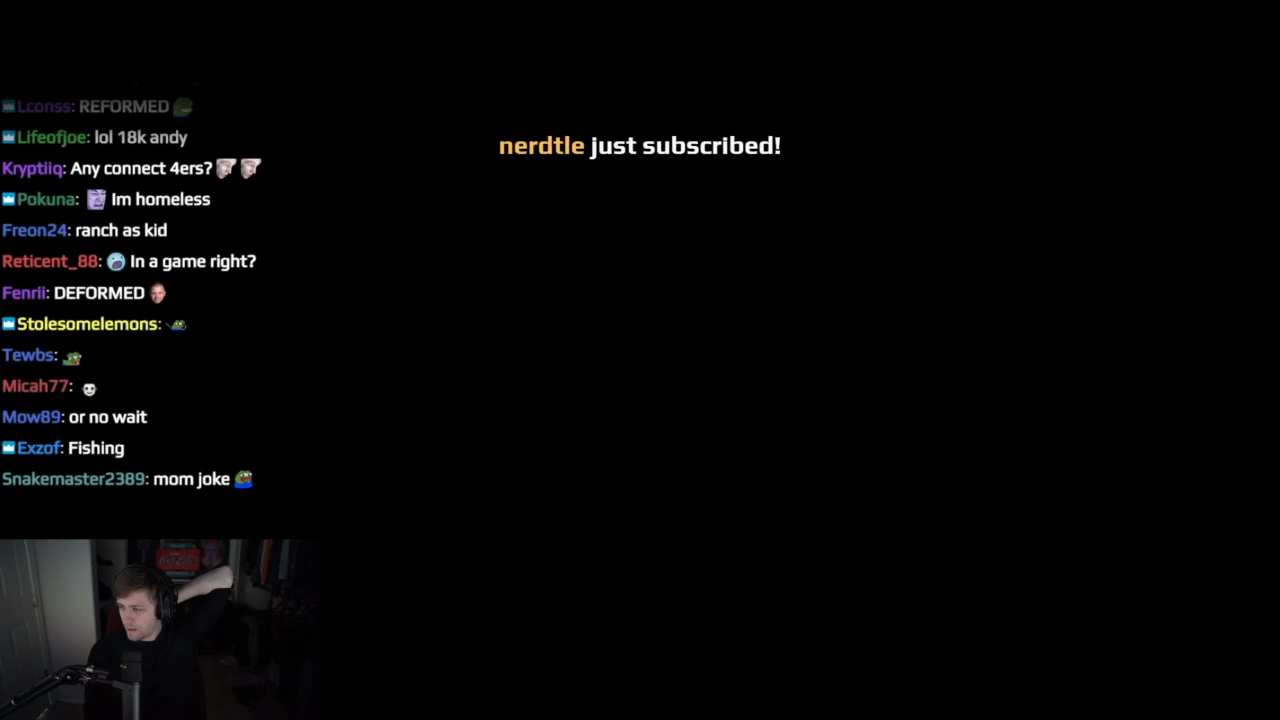 Lconss: REFORMED
Lifeofjoe: lol 18k andy
nerdtle just subscribed!
Kryptiiq: Any connect 4ers?
Pokuna: Im homeless
Freon24: ranch as kid
Reticent_88: In a game right?
Fenrii: DEFORMED
Stolesomelemons:
Tewbs:
Micah77:
Mow89: or no wait
Exzof: Fishing
Snakemaster2389: mom joke
Coca-Cola